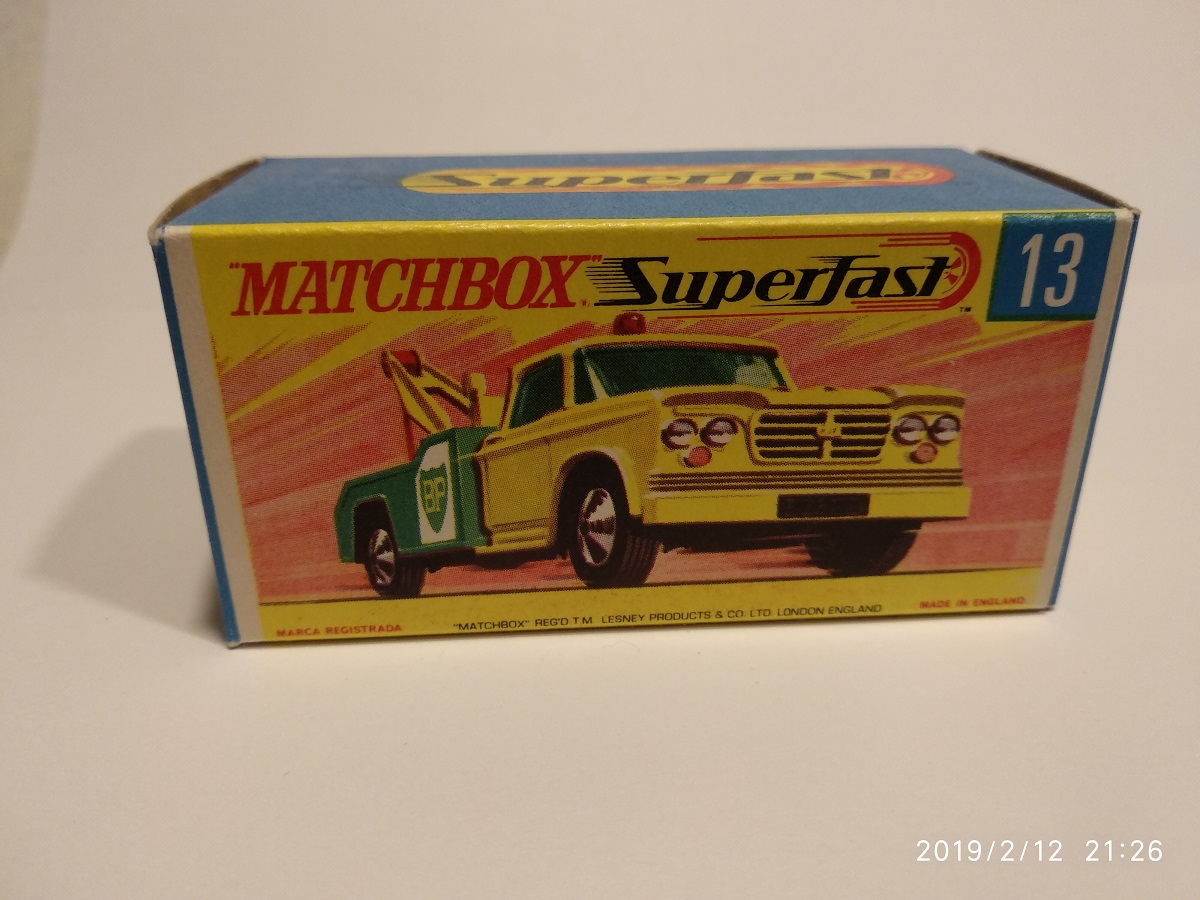 Superfast
"MATCHBOX" Superfast
13
BP
MARCA REGISTRADA
"MATCHBOX" REG'D T.M. LESNEY PRODUCTS & CO. LTD. LONDON ENGLAND
MADE IN ENGLAND
2019/2/12 21:26